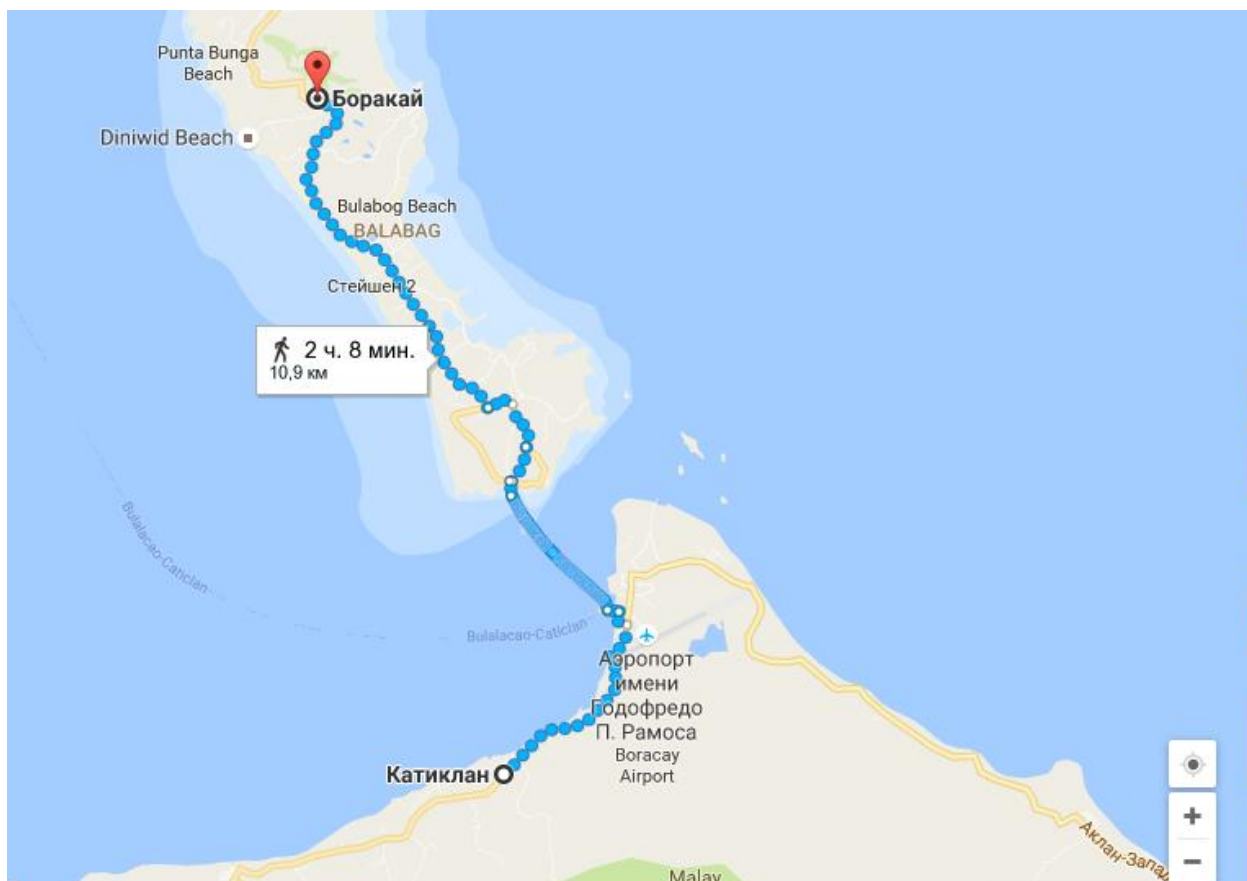 Punta Bunga
Beach
Боракай
Diniwid Beach
Bulabog Beach
BALABAG
Стейшен 2
2 ч. 8 мин.
10,9 км
Bulalacao-Caticlan
Bulalacao-Caticlan
Аэропорт
имени
Годофредо
П. Рамоса
Boracay
Airport
Катиклан
+
Аклан-Запад
−
Malay